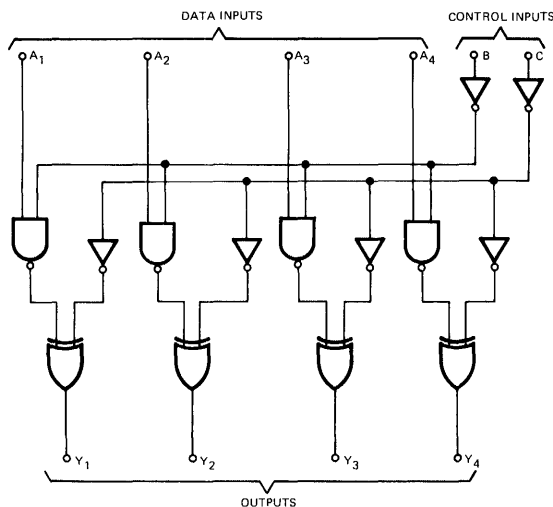 DATA INPUTS
CONTROL INPUTS
A1
A2
A3
A4
B
C
Y1
Y2
Y3
Y4
OUTPUTS